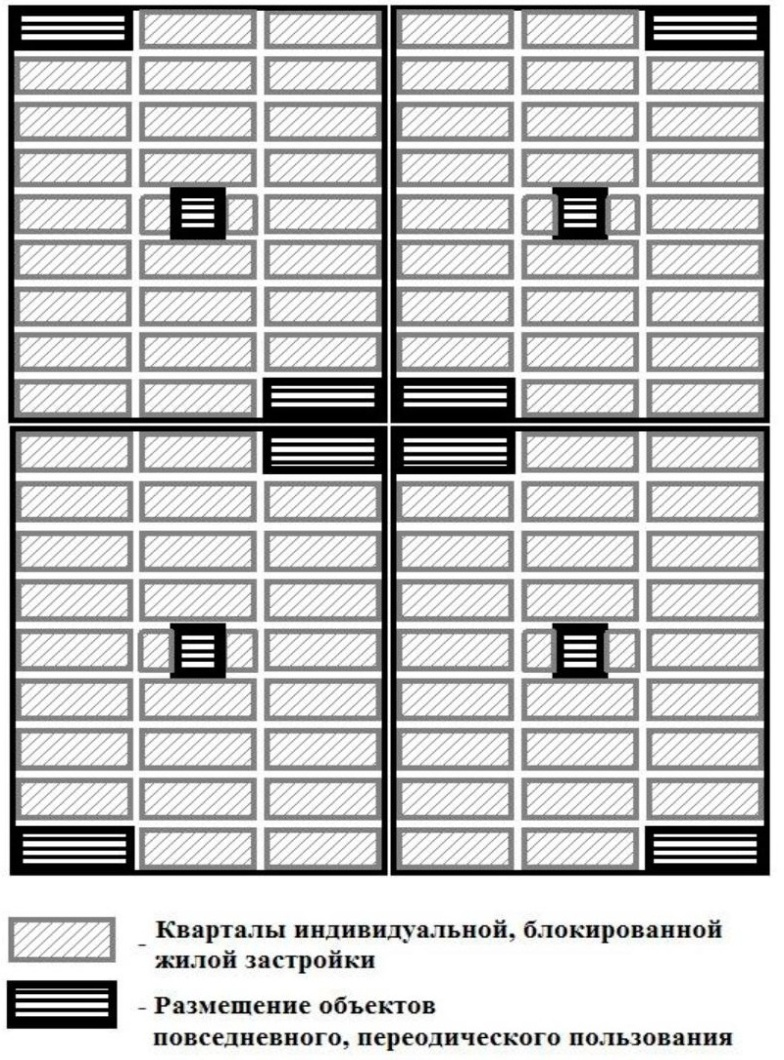 - Кварталы индивидуальной, блокированной
жилой застройки
- Размещение объектов
повседневного, переодического пользования